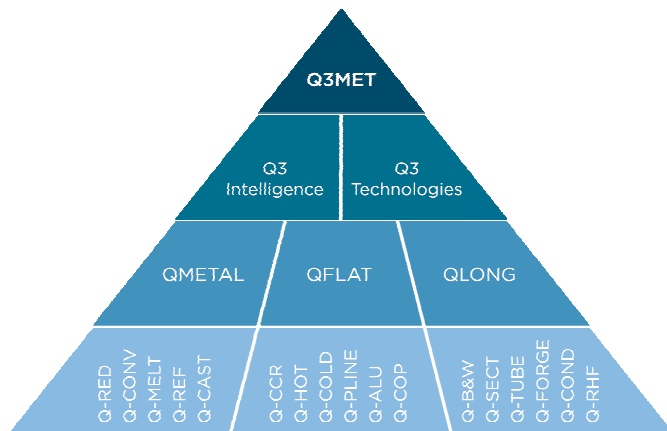 Q3MET
Q3
Intelligence
Q3
Technologies
QMETAL
QFLAT
QLONG
Q-RED
Q-CONV
Q-MELT
Q-REF
Q-CAST
Q-CCR
Q-HOT
Q-COLD
Q-PLINE
Q-ALU
Q-COP
Q-B&W
Q-SECT
Q-TUBE
Q-FORGE
Q-COND
Q-RHF